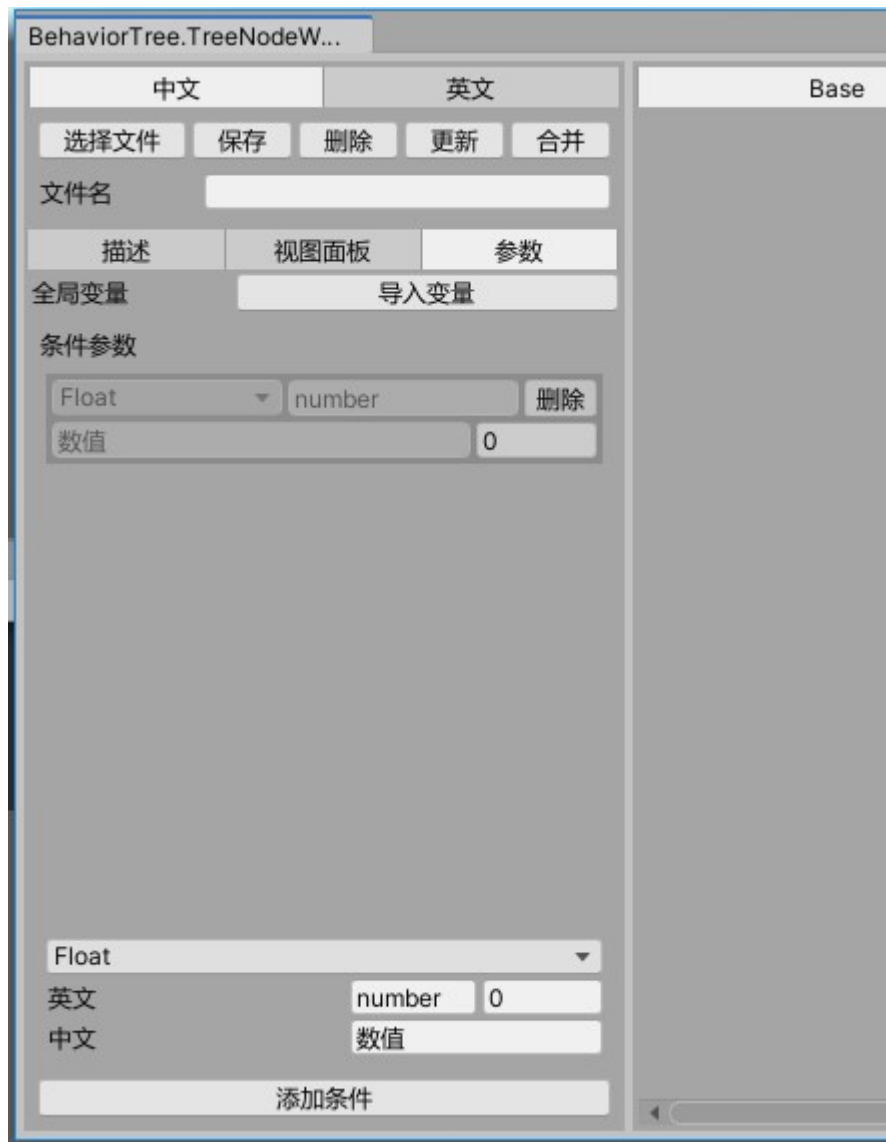 BehaviorTree.TreeNodeW...
中文 英文 Base
选择文件 保存 删除 更新 合并
文件名
描述 视图面板 参数
全局变量 导入变量
条件参数
Float number 删除
数值 0
Float
英文 number 0
中文 数值
添加条件